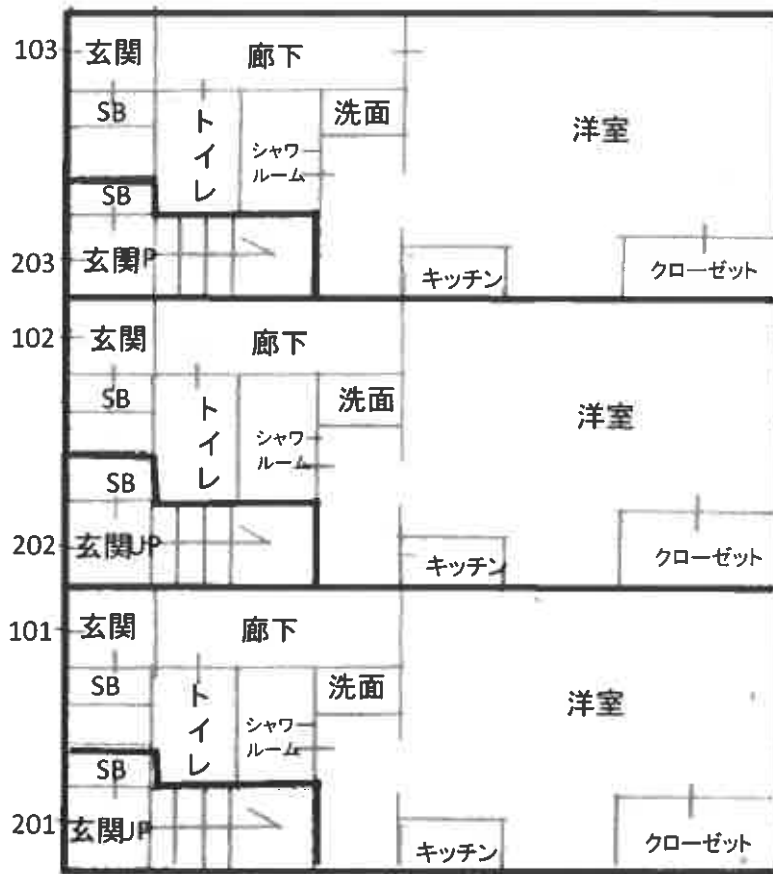 103 玄関 廊下
SB トイレ シャワ
ルーム 洗面 洋室
SB
203 玄関UP キッチン クローゼット
102 玄関 廊下
SB トイレ シャワ
ルーム 洗面 洋室
SB
202 玄関UP キッチン クローゼット
101 玄関 廊下
SB トイレ シャワ
ルーム 洗面 洋室
SB
201 玄関UP キッチン クローゼット